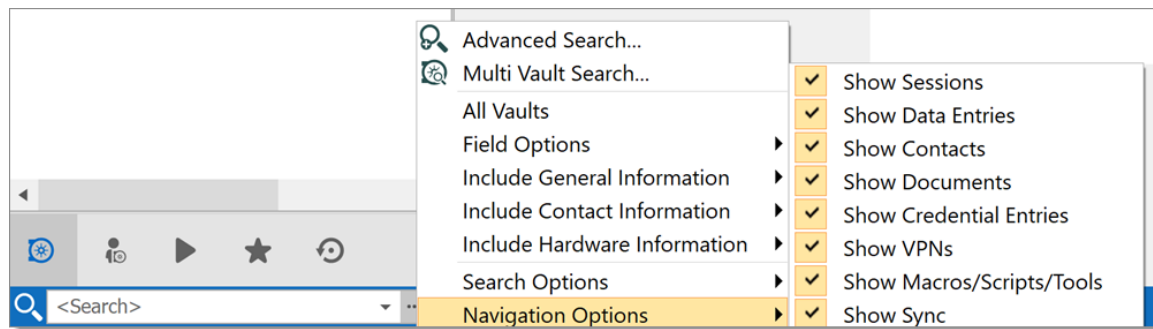 Advanced Search...
Multi Vault Search...
All Vaults
Field Options
Include General Information
Include Contact Information
Include Hardware Information
Search Options
Navigation Options
Show Sessions
Show Data Entries
Show Contacts
Show Documents
Show Credential Entries
Show VPNs
Show Macros/Scripts/Tools
Show Sync
<Search>